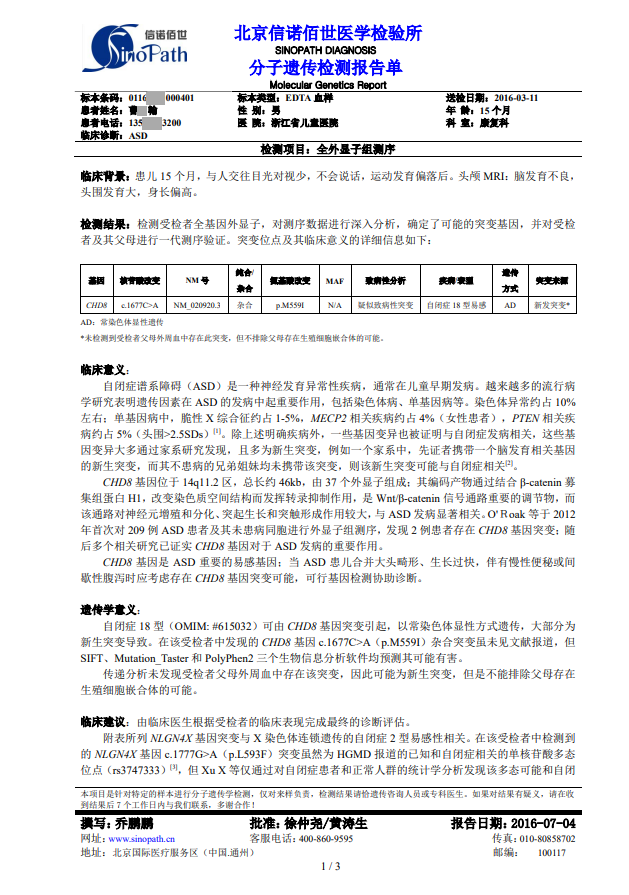 信诺佰世
SinoPath
北京信诺佰世医学检验所
SINOPATH DIAGNOSIS
分子遗传检测报告单
Molecular Genetics Report
标本条码：0116 000401 标本类型：EDTA 血样 送检日期：2016-03-11
患者姓名：曹 翰 性 别：男 年 龄：15 个月
患者电话：135 3200 医 院：浙江省儿童医院 科 室：康复科
临床诊断：ASD
检测项目：全外显子组测序
临床背景：患儿 15 个月，与人交往目光对视少，不会说话，运动发育偏落后。头颅 MRI：脑发育不良，
头围发育大，身长偏高。
检测结果：检测受检者全基因外显子，对测序数据进行深入分析，确定了可能的突变基因，并对受检
者及其父母进行一代测序验证。突变位点及其临床意义的详细信息如下：
基因 核苷酸改变 NM 号 纯合/杂合 氨基酸改变 MAF 致病性分析 疾病/表型 遗传方式 突变来源
CHD8 c.1677C>A NM_020920.3 杂合 p.M559I N/A 疑似致病性突变 自闭症 18 型易感 AD 新发突变*
AD：常染色体显性遗传
*未检测到受检者父母外周血中存在此突变，但不排除父母存在生殖细胞嵌合体的可能。
临床意义：
自闭症谱系障碍（ASD）是一种神经发育异常性疾病，通常在儿童早期发病。越来越多的流行病
学研究表明遗传因素在 ASD 的发病中起重要作用，包括染色体病、单基因病等。染色体异常约占 10%
左右；单基因病中，脆性 X 综合征约占 1-5%，MECP2 相关疾病约占 4%（女性患者），PTEN 相关疾
病约占 5%（头围>2.5SDs）[1]。除上述明确疾病外，一些基因变异也被证明与自闭症发病相关，这些基
因变异大多通过家系研究发现，且多为新生突变，例如一个家系中，先证者携带一个脑发育相关基因
的新生突变，而其不患病的兄弟姐妹均未携带该突变，则该新生突变可能与自闭症相关[2]。
CHD8 基因位于 14q11.2 区，总长约 46kb，由 37 个外显子组成；其编码产物通过结合 β-catenin 募
集组蛋白 H1，改变染色质空间结构而发挥转录抑制作用，是 Wnt/β-catenin 信号通路重要的调节物，而
该通路对神经元增殖和分化、突起生长和突触形成作用较大，与 ASD 发病显著相关。O' Roak 等于 2012
年首次对 209 例 ASD 患者及其未患病同胞进行外显子组测序，发现 2 例患者存在 CHD8 基因突变；随
后多个相关研究已证实 CHD8 基因对于 ASD 发病的重要作用。
CHD8 基因是 ASD 重要的易感基因；当 ASD 患儿合并大头畸形、生长过快，伴有慢性便秘或间
歇性腹泻时应考虑存在 CHD8 基因突变可能，可行基因检测协助诊断。
遗传学意义：
自闭症 18 型（OMIM: #615032）可由 CHD8 基因突变引起，以常染色体显性方式遗传，大部分为
新生突变导致。在该受检者中发现的 CHD8 基因 c.1677C>A（p.M559I）杂合突变虽未见文献报道，但
SIFT、Mutation_Taster 和 PolyPhen2 三个生物信息分析软件均预测其可能有害。
传递分析未发现受检者父母外周血中存在该突变，因此可能为新生突变，但是不能排除父母存在
生殖细胞嵌合体的可能。
临床建议：由临床医生根据受检者的临床表现完成最终的诊断评估。
附表所列 NLGN4X 基因突变与 X 染色体连锁遗传的自闭症 2 型易感性相关。在该受检者中检测到
的 NLGN4X 基因 c.1777G>A（p.L593F）突变虽然为 HGMD 报道的已知和自闭症相关的单核苷酸多态
位点（rs3747333）[3]，但 Xu X 等仅通过对自闭症患者和正常人群的统计学分析发现该多态可能和自闭
本项目是针对特定的样本进行分子遗传学检测，仅对来样负责，检测结果请恰遗传咨询人员或专科医生。如果对结果有疑义，请在收
到结果后 7 个工作日内与我们联系，多谢合作！
撰写：乔鹏鹏 批准：徐仲尧/黄涛生 报告日期：2016-07-04
网址：www.sinopath.cn 客服电话：400-860-9595 传真：010-80858702
地址： 北京国际医疗服务区（中国.通州） 邮编： 100117
1 / 3